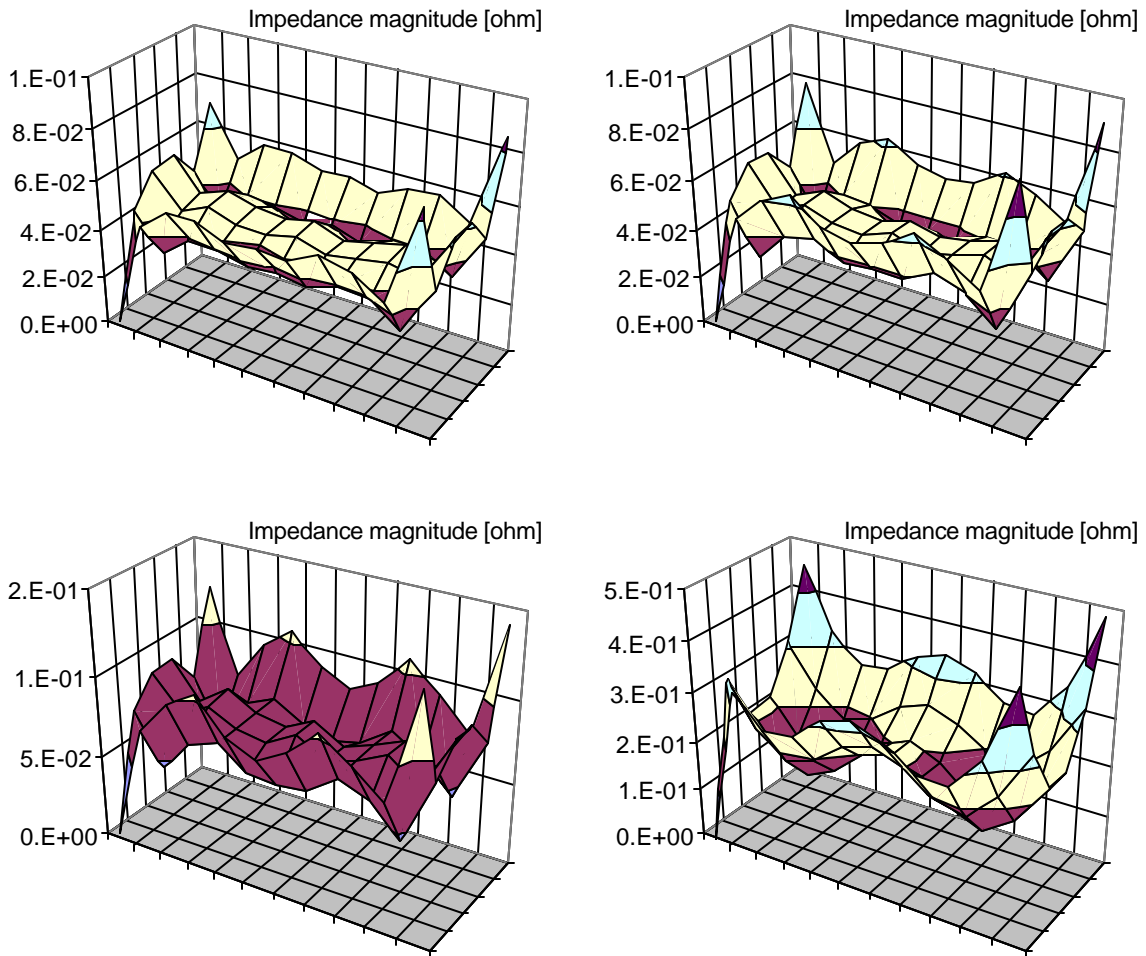 Impedance magnitude [ohm]
1.E-01
8.E-02
6.E-02
4.E-02
2.E-02
0.E+00
Impedance magnitude [ohm]
1.E-01
8.E-02
6.E-02
4.E-02
2.E-02
0.E+00
Impedance magnitude [ohm]
2.E-01
1.E-01
5.E-02
0.E+00
Impedance magnitude [ohm]
5.E-01
4.E-01
3.E-01
2.E-01
1.E-01
0.E+00